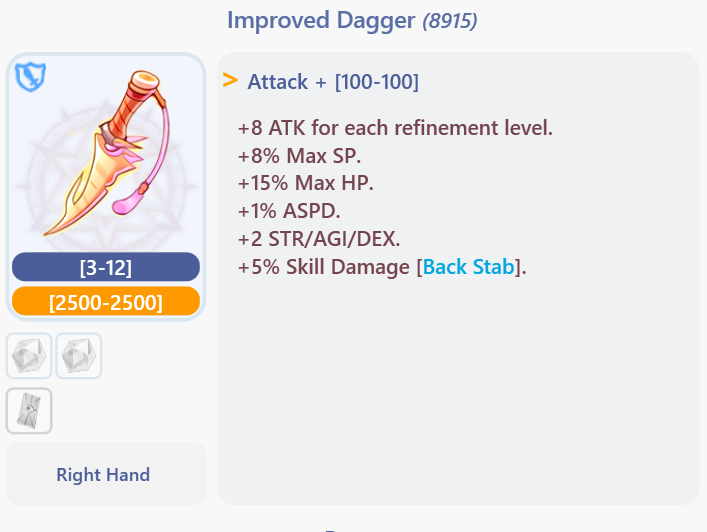 Improved Dagger (8915)
> Attack + [100-100]
+8 ATK for each refinement level.
+8% Max SP.
+15% Max HP.
+1% ASPD.
+2 STR/AGI/DEX.
+5% Skill Damage [Back Stab].
[3-12]
[2500-2500]
Right Hand